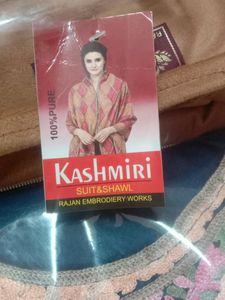 100%PURE
KASHMIRI
SUIT&SHAWL
RAJAN EMBRODIERY WORKS